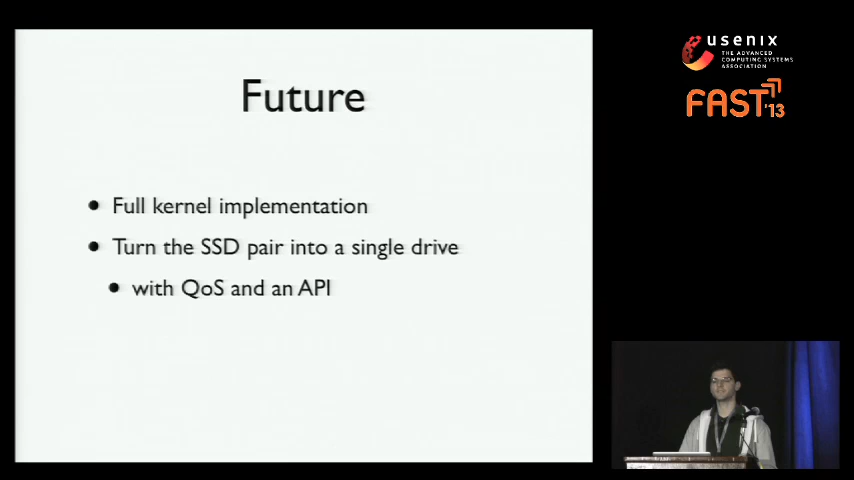 Future
• Full kernel implementation
• Turn the SSD pair into a single drive
• with QoS and an API
usenix
THE ADVANCED
COMPUTING SYSTEMS
ASSOCIATION
FAST '13